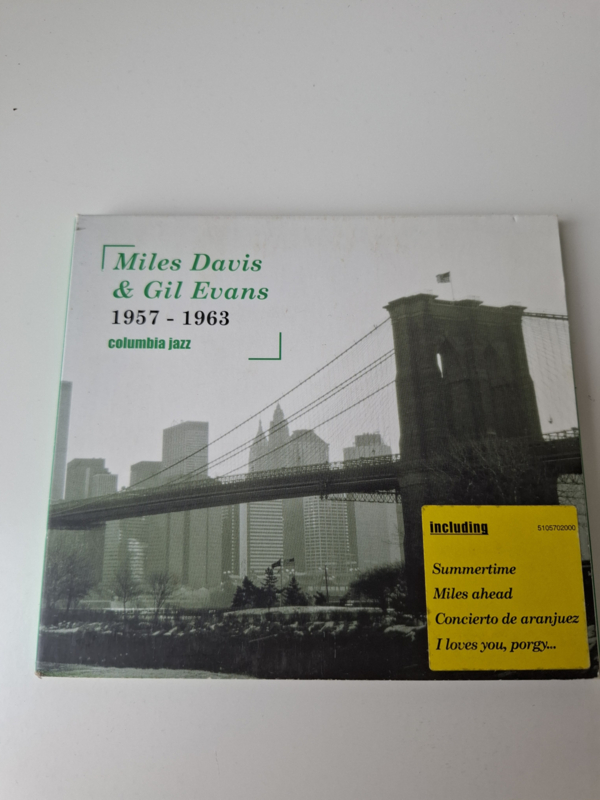 Miles Davis
& Gil Evans
1957 - 1963
columbia jazz
including
5105702000
Summertime
Miles ahead
Concierto de aranjuez
I loves you, porgy...